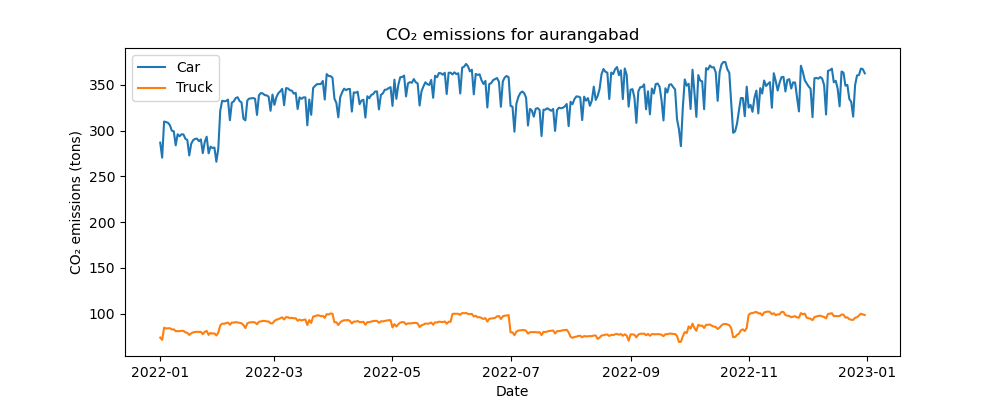 CO₂ emissions for aurangabad
Car
Truck
CO₂ emissions (tons)
350
300
250
200
150
100
2022-01
2022-03
2022-05
2022-07
2022-09
2022-11
2023-01
Date